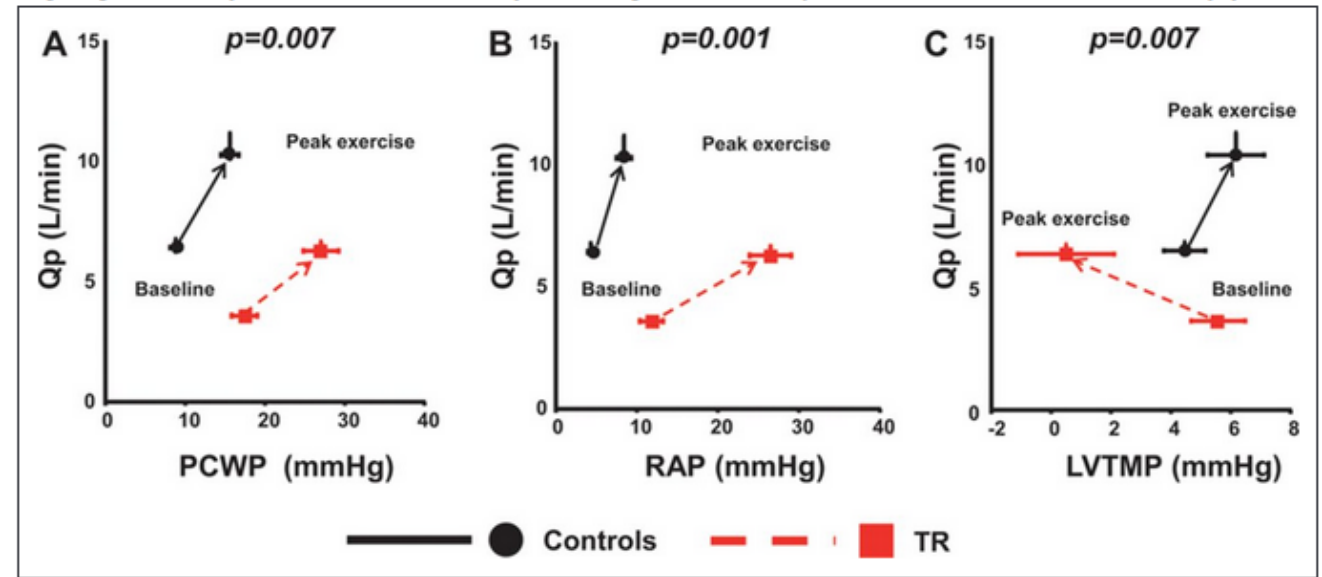 A
p=0.007
15
10
5
0
Qp (L/min)
Peak exercise
Baseline
0 10 20 30 40
PCWP (mmHg)
B
p=0.001
15
10
5
0
Qp (L/min)
Peak exercise
Baseline
0 10 20 30 40
RAP (mmHg)
C
p=0.007
15
10
5
0
Qp (L/min)
Peak exercise
Peak exercise
Baseline
-2 0 2 4 6 8
LVTMP (mmHg)
Controls
TR